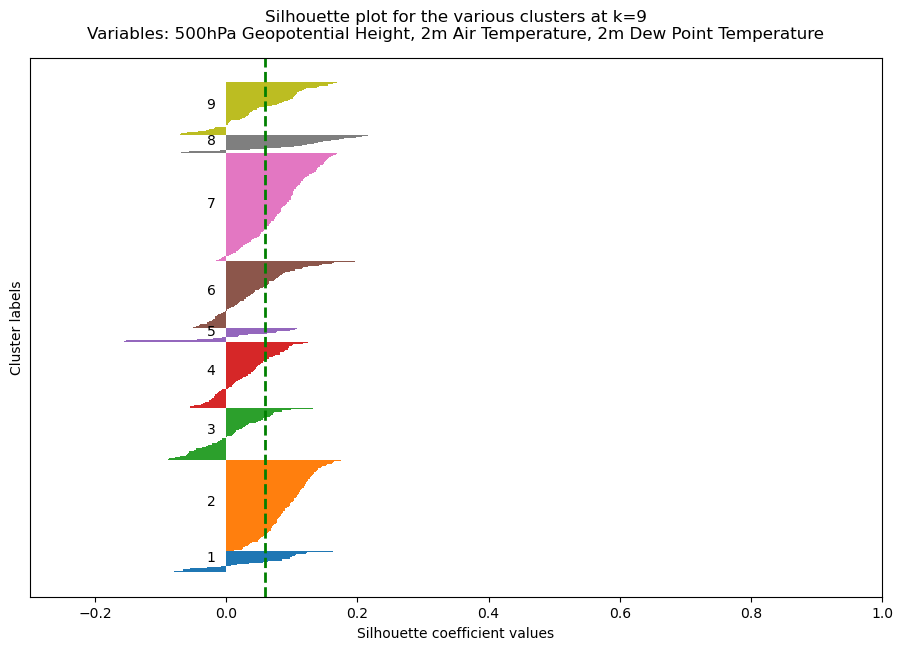 Silhouette plot for the various clusters at k=9
Variables: 500hPa Geopotential Height, 2m Air Temperature, 2m Dew Point Temperature
9
8
7
6
5
4
3
2
1
Cluster labels
−0.2 0.0 0.2 0.4 0.6 0.8 1.0
Silhouette coefficient values